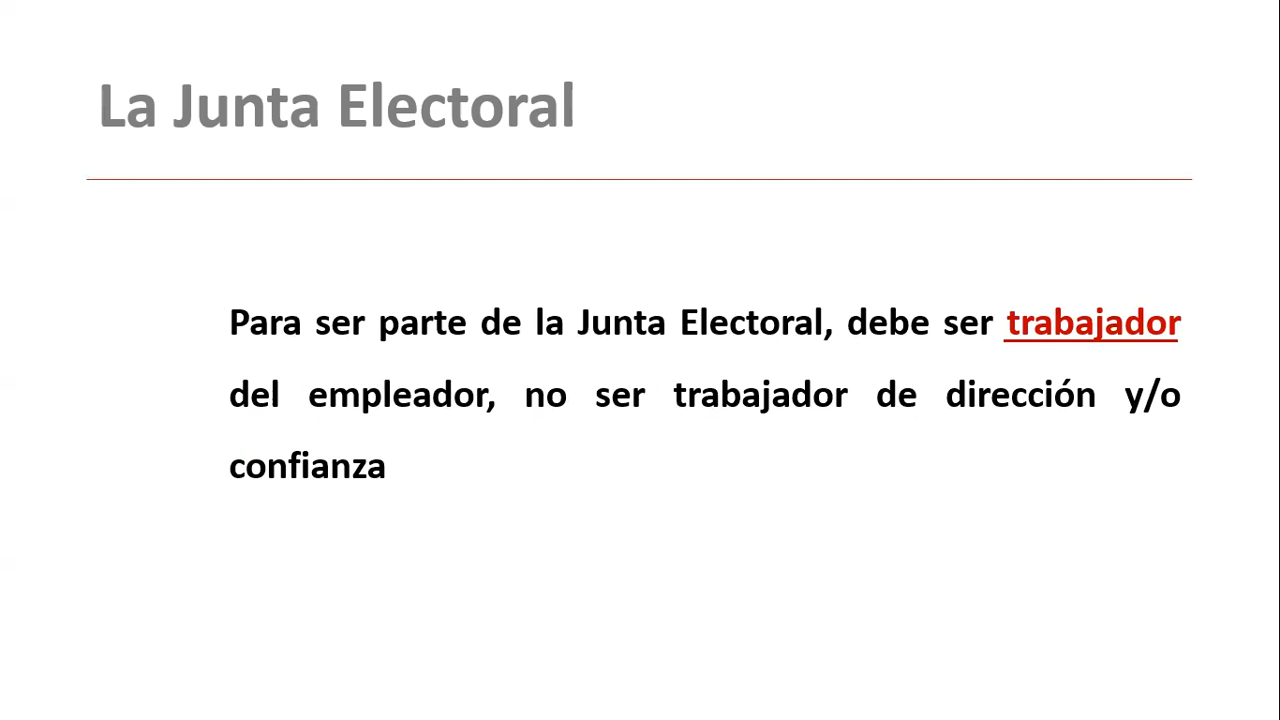 La Junta Electoral
Para ser parte de la Junta Electoral, debe ser trabajador
del empleador, no ser trabajador de dirección y/o
confianza